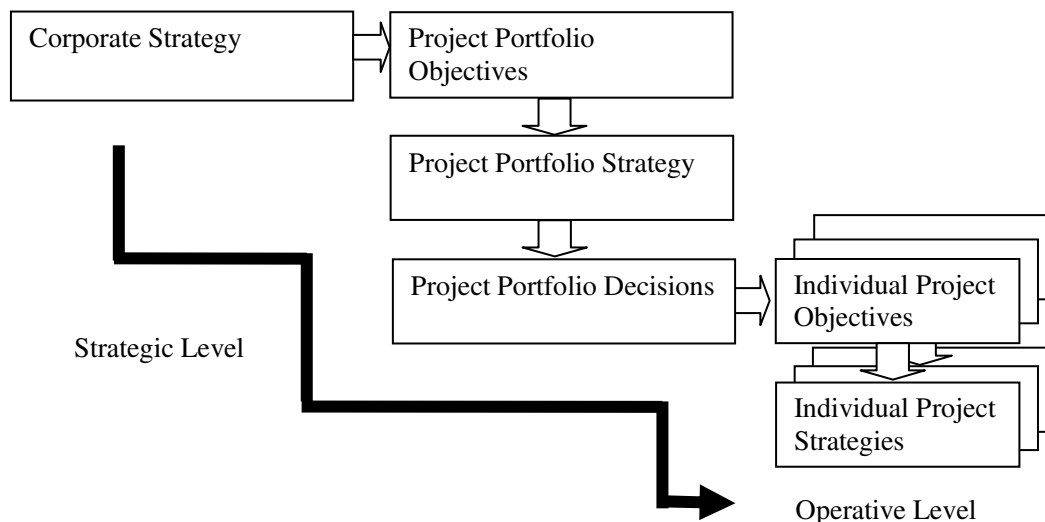 Corporate Strategy
Project Portfolio
Objectives
Project Portfolio Strategy
Project Portfolio Decisions
Individual Project
Objectives
Strategic Level
Individual Project
Strategies
Operative Level